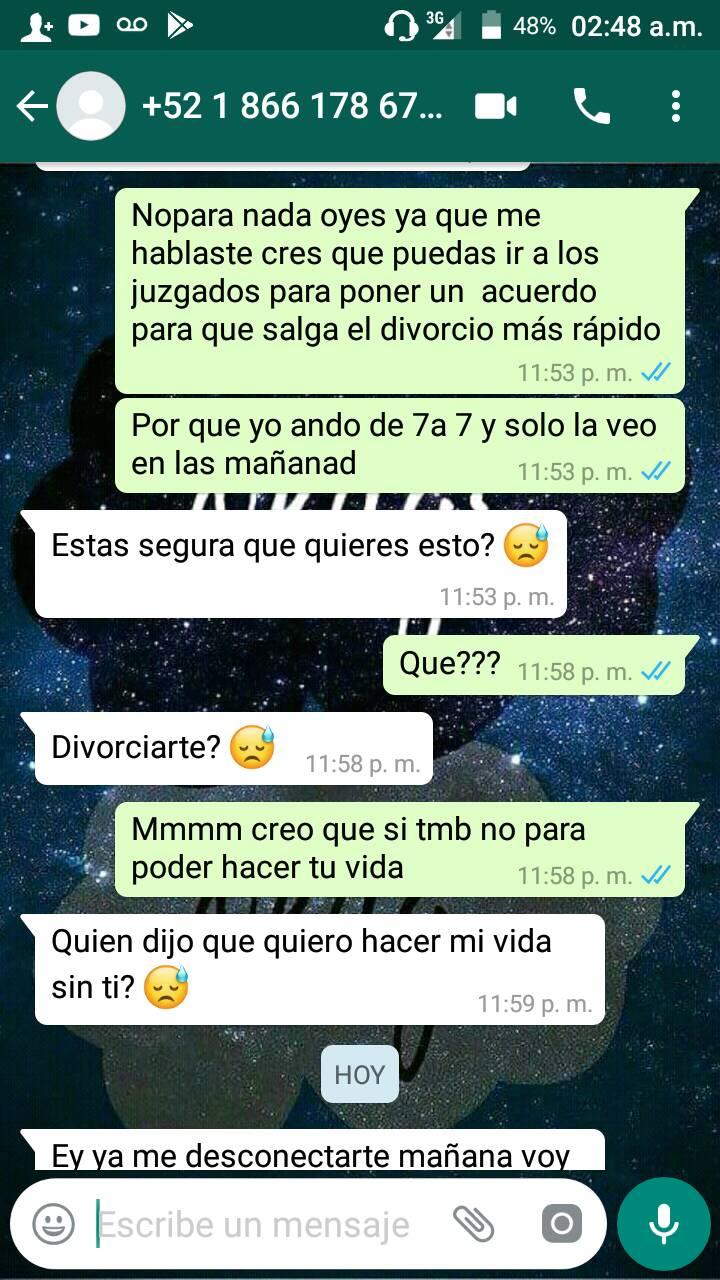 3G 48% 02:48 a.m.
+52 1 866 178 67...
Nopara nada oyes ya que me
hablaste cres que puedas ir a los
juzgados para poner un acuerdo
para que salga el divorcio más rápido
11:53 p. m.
Por que yo ando de 7a 7 y solo la veo
en las mañanad 11:53 p. m.
Estas segura que quieres esto? 😓
11:53 p. m.
Que??? 11:58 p. m.
Divorciarte? 😓 11:58 p. m.
Mmmm creo que si tmb no para
poder hacer tu vida 11:58 p. m.
Quien dijo que quiero hacer mi vida
sin ti? 😓 11:59 p. m.
HOY
Ey ya me desconectarte mañana voy
Escribe un mensaje